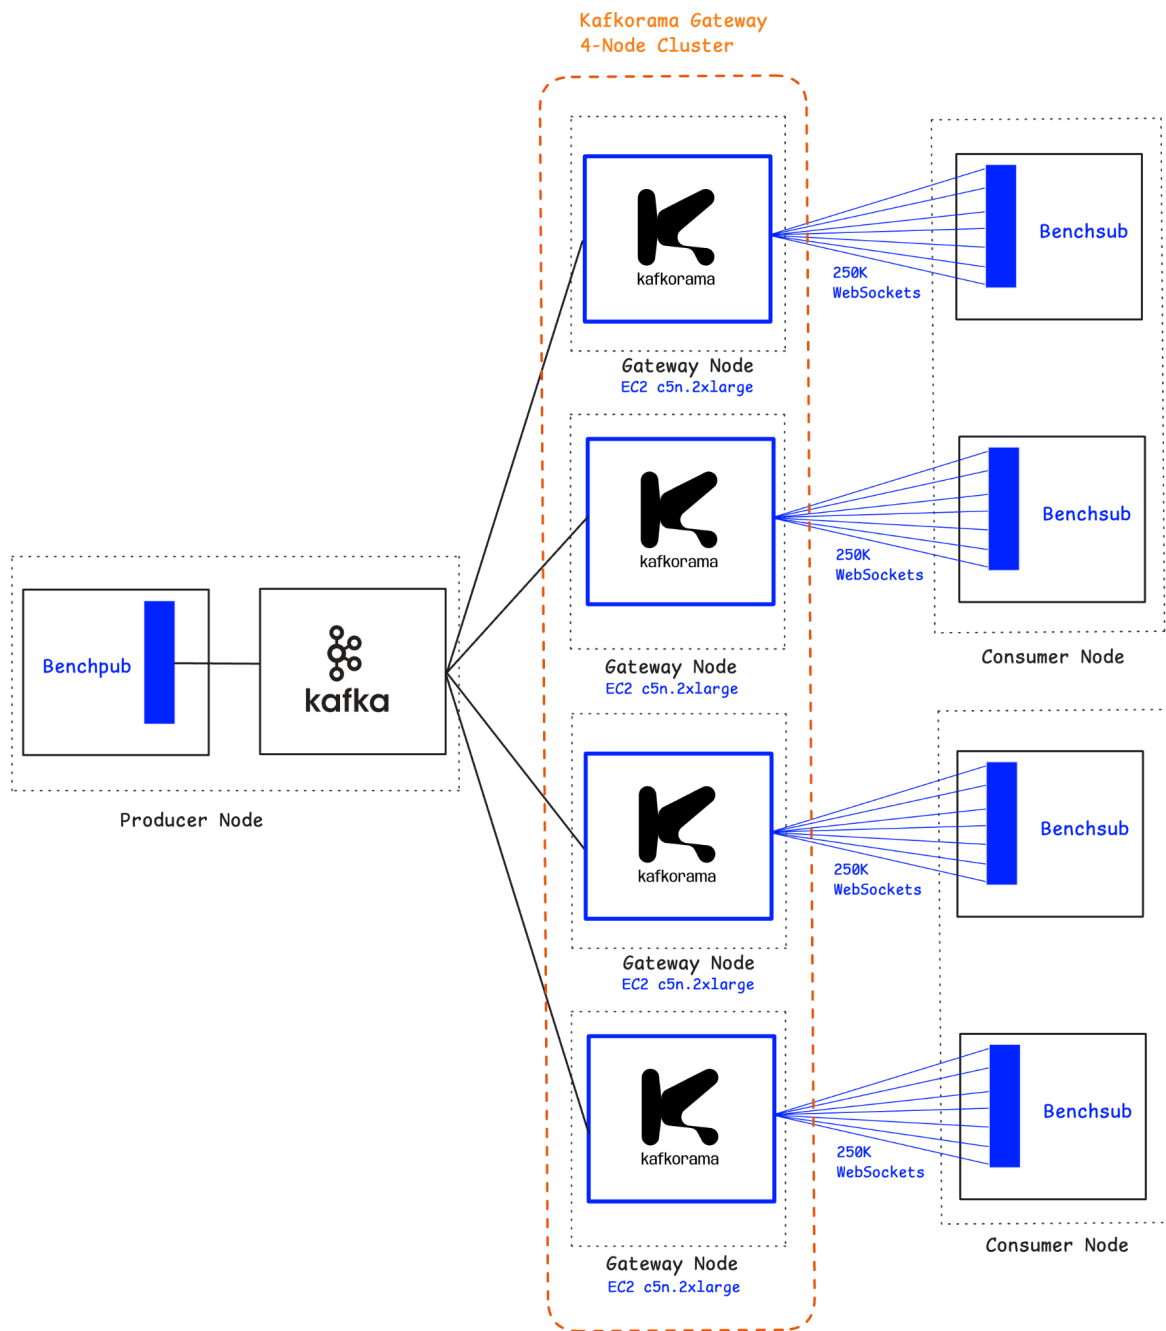 Kafkorama Gateway
4-Node Cluster
kafkorama
Gateway Node
EC2 c5n.2xlarge
250K
WebSockets
Benchsub
kafkorama
Gateway Node
EC2 c5n.2xlarge
250K
WebSockets
Benchsub
Consumer Node
Benchpub
kafka
Producer Node
kafkorama
Gateway Node
EC2 c5n.2xlarge
250K
WebSockets
Benchsub
kafkorama
Gateway Node
EC2 c5n.2xlarge
250K
WebSockets
Benchsub
Consumer Node